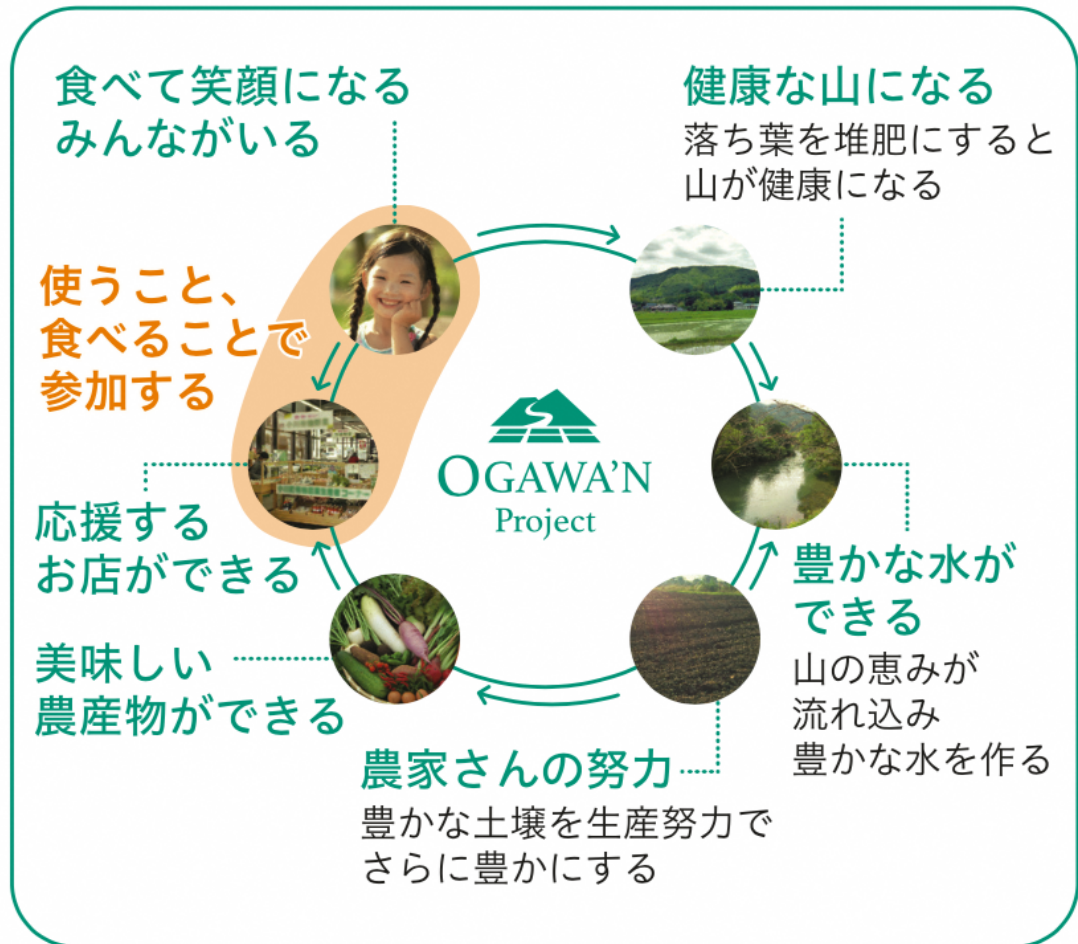 食べて笑顔になる
みんながいる
健康な山になる
落ち葉を堆肥にすると
山が健康になる
使うこと、
食べることで
参加する
OGAWA'N
Project
応援する
お店ができる
豊かな水が
できる
山の恵みが
流れ込み
豊かな水を作る
美味しい
農産物ができる
農家さんの努力
豊かな土壌を生産努力で
さらに豊かにする